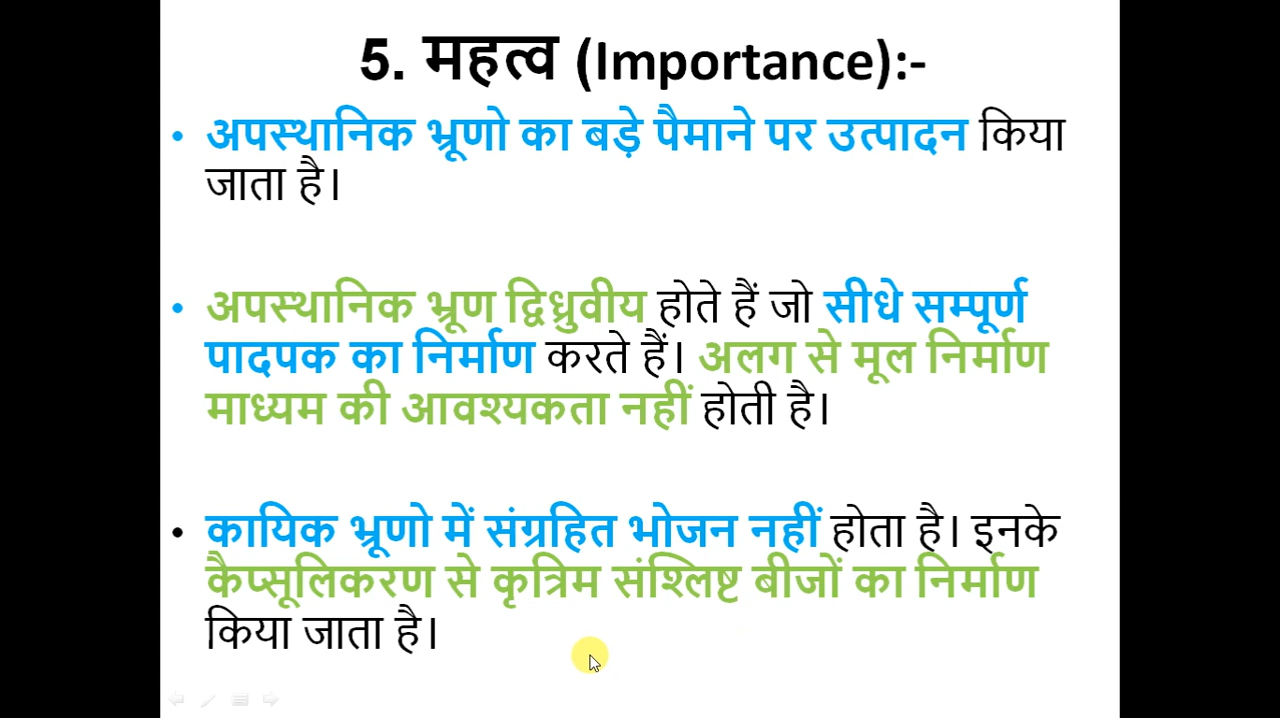 5. महत्व (Importance):-
• अपस्थानिक भ्रूणो का बड़े पैमाने पर उत्पादन किया
जाता है।
• अपस्थानिक भ्रूण द्विध्रुवीय होते हैं जो सीधे सम्पूर्ण
पादपक का निर्माण करते हैं। अलग से मूल निर्माण
माध्यम की आवश्यकता नहीं होती है।
• कायिक भ्रूणो में संग्रहित भोजन नहीं होता है। इनके
कैप्सूलिकरण से कृत्रिम संश्लिष्ट बीजों का निर्माण
किया जाता है।